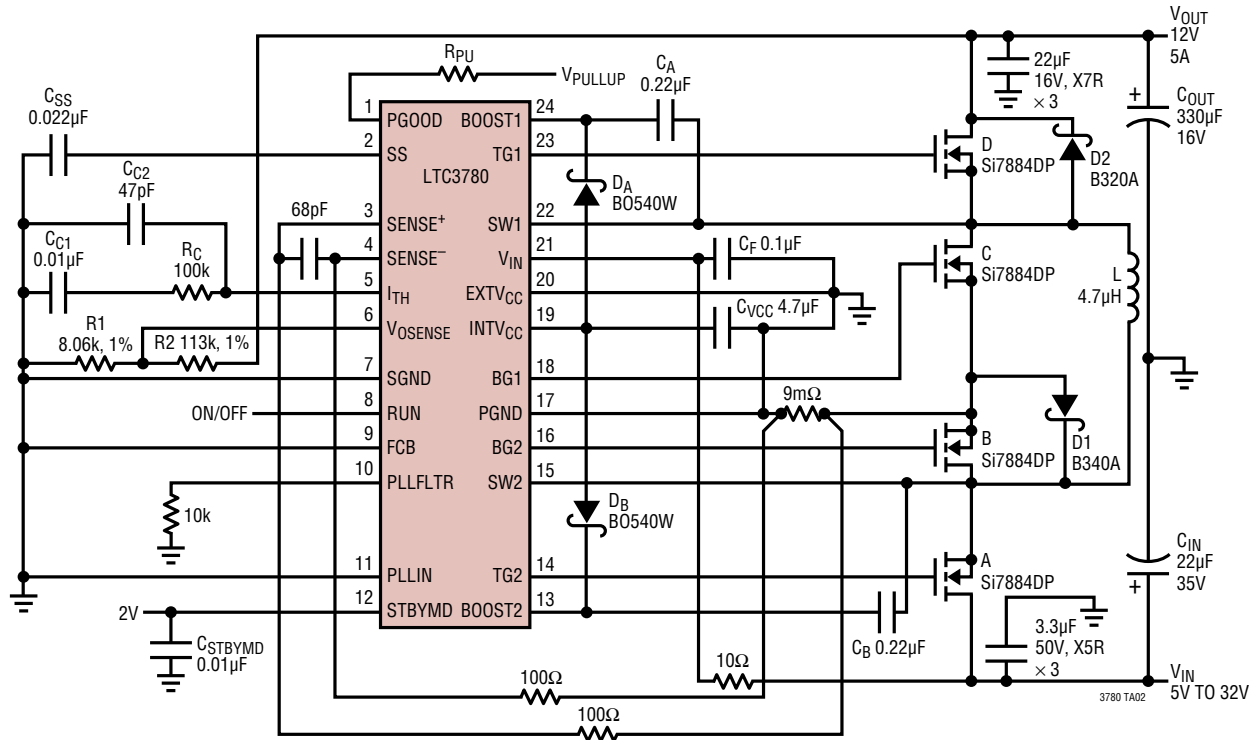 VOUT
12V
5A
RPU
VPULLUP
CA
0.22µF
22µF
16V, X7R
× 3
+
COUT
330µF
16V
CSS
0.022µF
1
PGOOD
BOOST1
24
2
SS
TG1
23
LTC3780
D
Si7884DP
D2
B320A
CC2
47pF
DA
BO540W
68pF
3
SENSE+
SW1
22
4
SENSE−
VIN
21
CF 0.1µF
C
Si7884DP
CC1
0.01µF
RC
100k
5
ITH
EXTVCC
20
L
4.7µH
CVCC 4.7µF
6
VOSENSE
INTVCC
19
R1
8.06k, 1%
R2 113k, 1%
7
SGND
BG1
18
9mΩ
ON/OFF
8
RUN
PGND
17
D1
B340A
9
FCB
BG2
16
B
Si7884DP
10
PLLFLTR
SW2
15
10k
DB
BO540W
CIN
22µF
35V
+
11
PLLIN
TG2
14
A
Si7884DP
2V
12
STBYMD
BOOST2
13
CSTBYMD
0.01µF
CB 0.22µF
3.3µF
50V, X5R
× 3
10Ω
100Ω
100Ω
VIN
5V TO 32V
3780 TA02